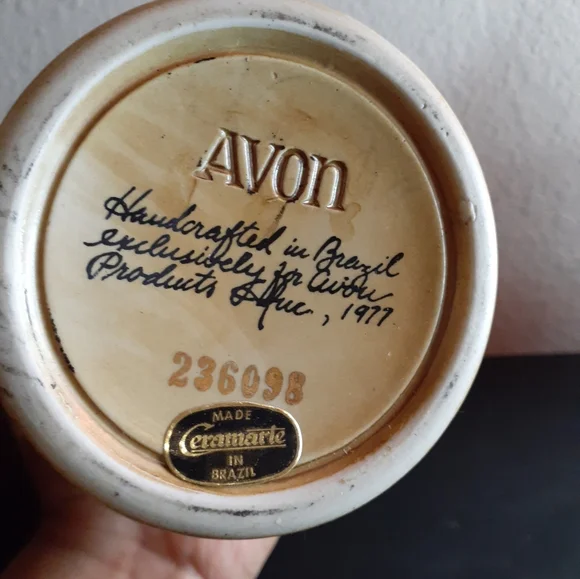 AVON
Handcrafted in Brazil
exclusively for Avon
Products Inc, 1977
236098
MADE
Ceramarte
IN
BRAZIL